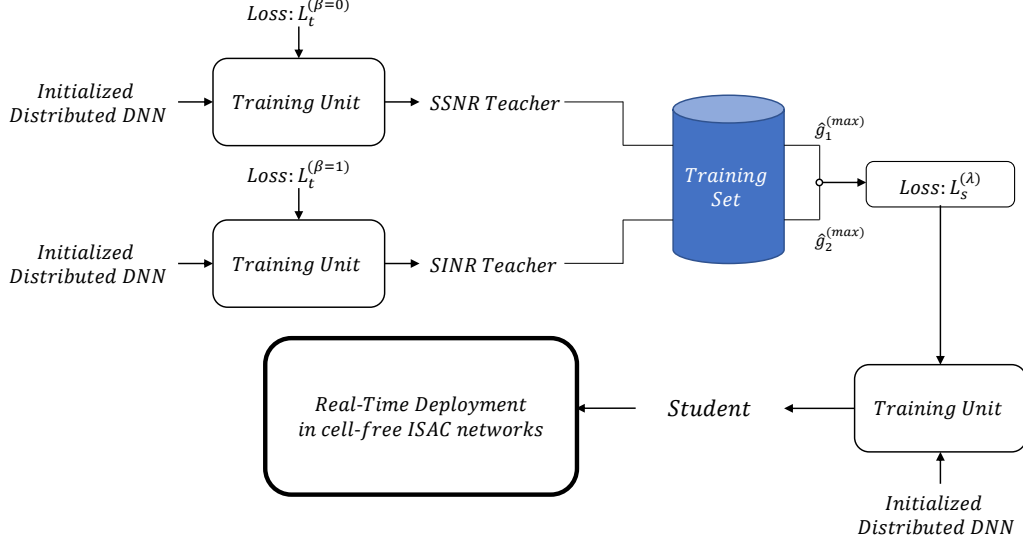 Loss: L_t^{(β=0)}
Initialized
Distributed DNN
Training Unit
SSNR Teacher
Loss: L_t^{(β=1)}
Initialized
Distributed DNN
Training Unit
SINR Teacher
Training
Set
ĝ_1^{(max)}
ĝ_2^{(max)}
Loss: L_s^{(λ)}
Training Unit
Initialized
Distributed DNN
Student
Real-Time Deployment
in cell-free ISAC networks